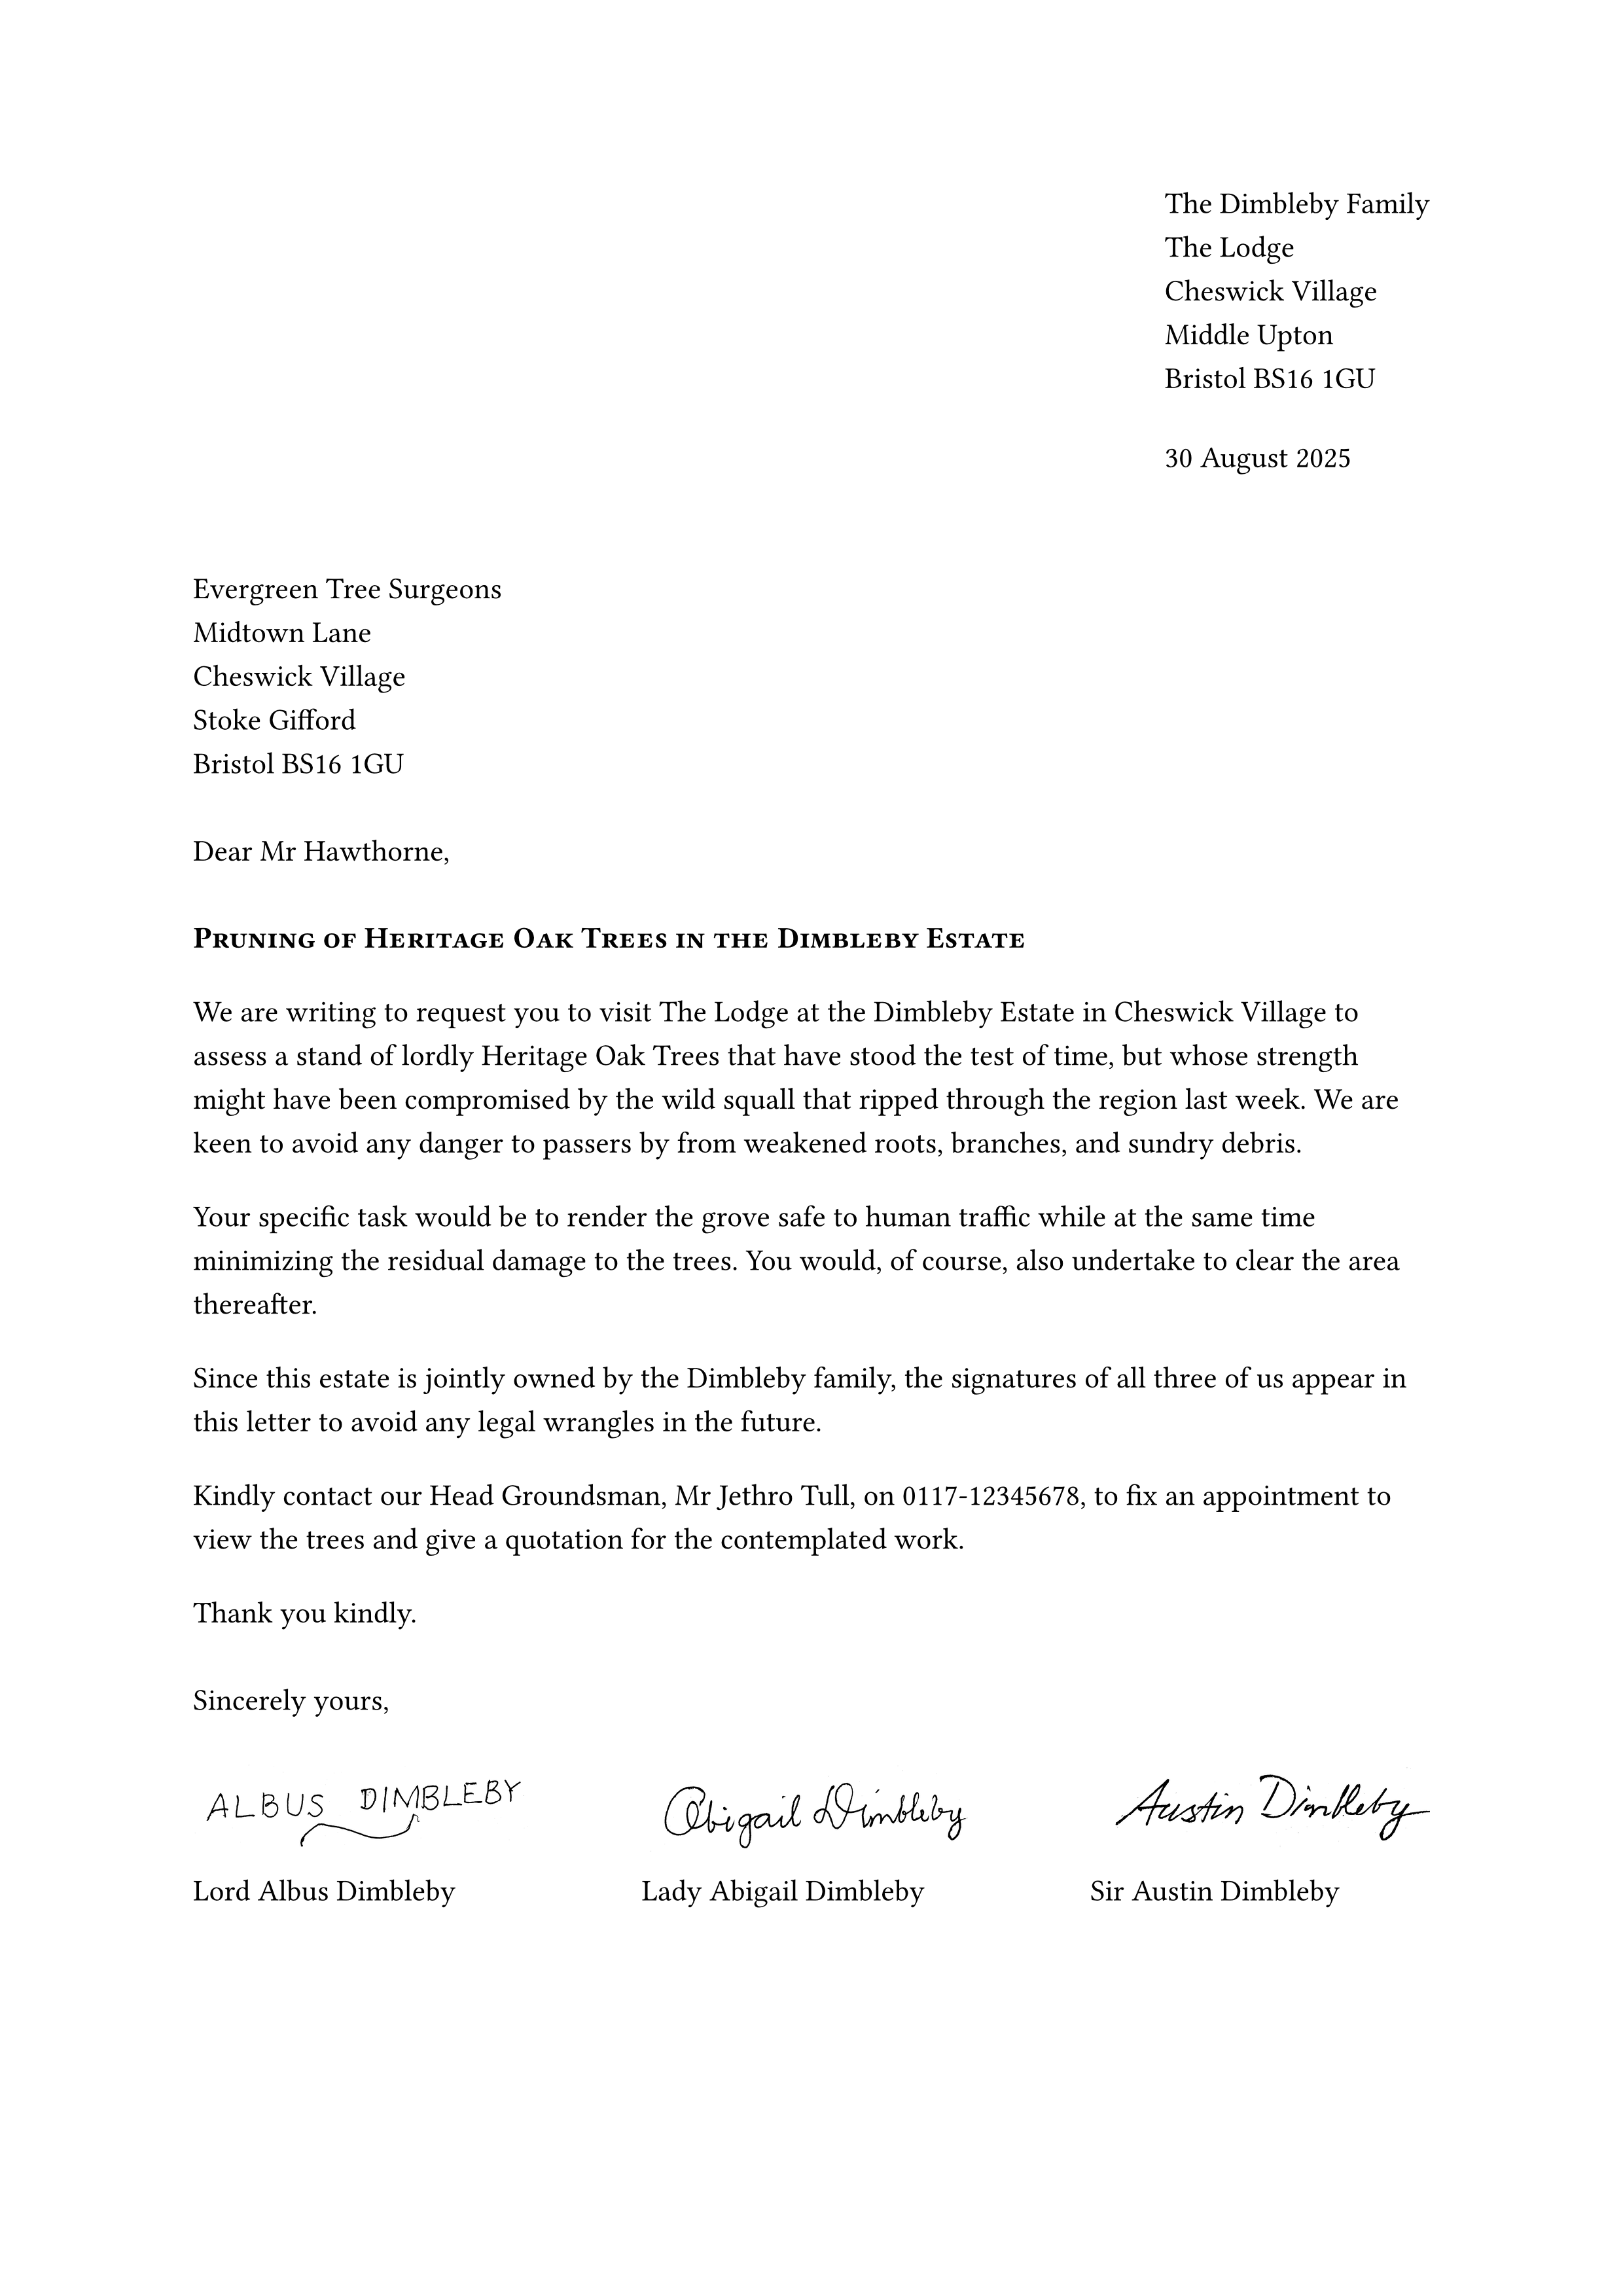 The Dimbleby Family
The Lodge
Cheswick Village
Middle Upton
Bristol BS16 1GU
30 August 2025
Evergreen Tree Surgeons
Midtown Lane
Cheswick Village
Stoke Gifford
Bristol BS16 1GU
Dear Mr Hawthorne,
Pruning of Heritage Oak Trees in the Dimbleby Estate
We are writing to request you to visit The Lodge at the Dimbleby Estate in Cheswick Village to
assess a stand of lordly Heritage Oak Trees that have stood the test of time, but whose strength
might have been compromised by the wild squall that ripped through the region last week. We are
keen to avoid any danger to passers by from weakened roots, branches, and sundry debris.
Your specific task would be to render the grove safe to human traffic while at the same time
minimizing the residual damage to the trees. You would, of course, also undertake to clear the area
thereafter.
Since this estate is jointly owned by the Dimbleby family, the signatures of all three of us appear in
this letter to avoid any legal wrangles in the future.
Kindly contact our Head Groundsman, Mr Jethro Tull, on 0117-12345678, to fix an appointment to
view the trees and give a quotation for the contemplated work.
Thank you kindly.
Sincerely yours,
ALBUS DIMBLEBY Abigail Dimbleby Austin Dimbleby
Lord Albus Dimbleby Lady Abigail Dimbleby Sir Austin Dimbleby